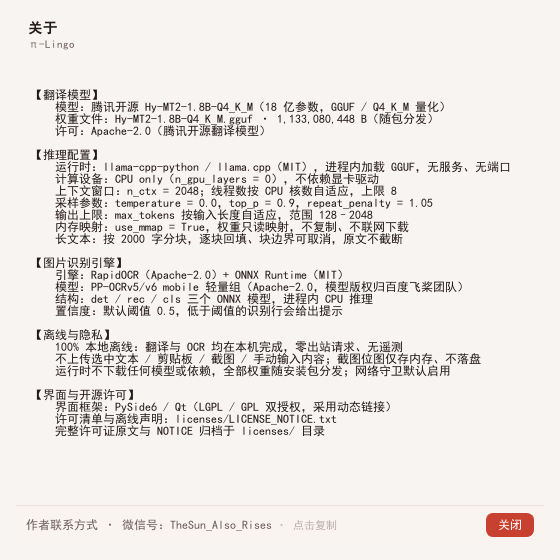 关于
π-Lingo
【翻译模型】
模型: 腾讯开源 Hy-MT2-1.8B-Q4_K_M（18 亿参数, GGUF / Q4_K_M 量化）
权重文件: Hy-MT2-1.8B-Q4_K_M.gguf · 1,133,080,448 B（随包分发）
许可: Apache-2.0（腾讯开源翻译模型）
【推理配置】
运行时: llama-cpp-python / llama.cpp（MIT）, 进程内加载 GGUF, 无服务、无端口
计算设备: CPU only（n_gpu_layers = 0）, 不依赖显卡驱动
上下文窗口: n_ctx = 2048; 线程数按 CPU 核数自适应, 上限 8
采样参数: temperature = 0.0, top_p = 0.9, repeat_penalty = 1.05
输出上限: max_tokens 按输入长度自适应, 范围 128–2048
内存映射: use_mmap = True, 权重只读映射, 不复制、不联网下载
长文本: 按 2000 字分块, 逐块回填、块边界可取消, 原文不截断
【图片识别引擎】
引擎: RapidOCR（Apache-2.0）+ ONNX Runtime（MIT）
模型: PP-OCRv5/v6 mobile 轻量组（Apache-2.0, 模型版权归百度飞桨团队）
结构: det / rec / cls 三个 ONNX 模型, 进程内 CPU 推理
置信度: 默认阈值 0.5, 低于阈值的识别行会给出提示
【离线与隐私】
100% 本地离线: 翻译与 OCR 均在本机完成, 零出站请求、无遥测
不上传选中文本 / 剪贴板 / 截图 / 手动输入内容; 截图位图仅存内存、不落盘
运行时不下载任何模型或依赖, 全部权重随安装包分发; 网络守卫默认启用
【界面与开源许可】
界面框架: PySide6 / Qt（LGPL / GPL 双授权, 采用动态链接）
许可清单与离线声明: licenses/LICENSE_NOTICE.txt
完整许可证原文与 NOTICE 归档于 licenses/ 目录
作者联系方式 · 微信号: TheSun_Also_Rises · 点击复制
关闭